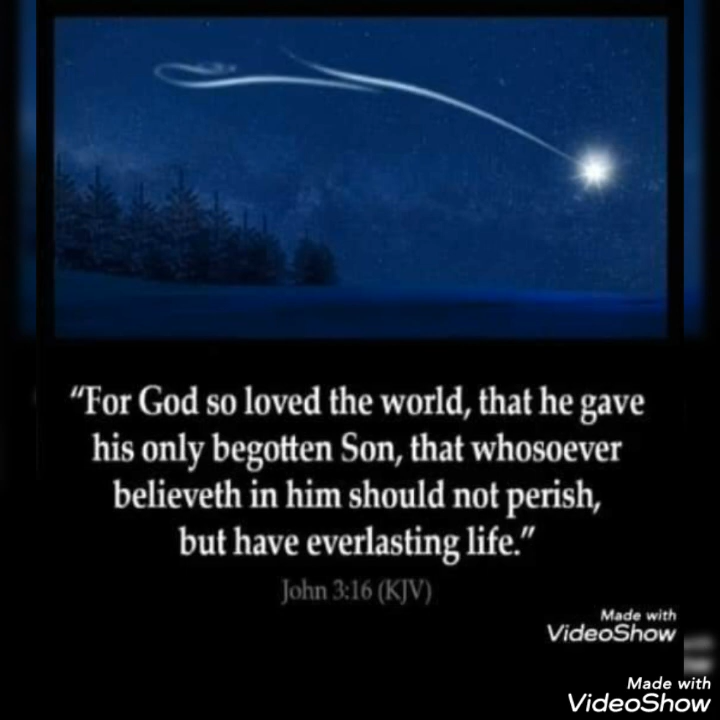 “For God so loved the world, that he gave
his only begotten Son, that whosoever
believeth in him should not perish,
but have everlasting life.”
John 3:16 (KJV)
Made with
VideoShow
Made with
VideoShow